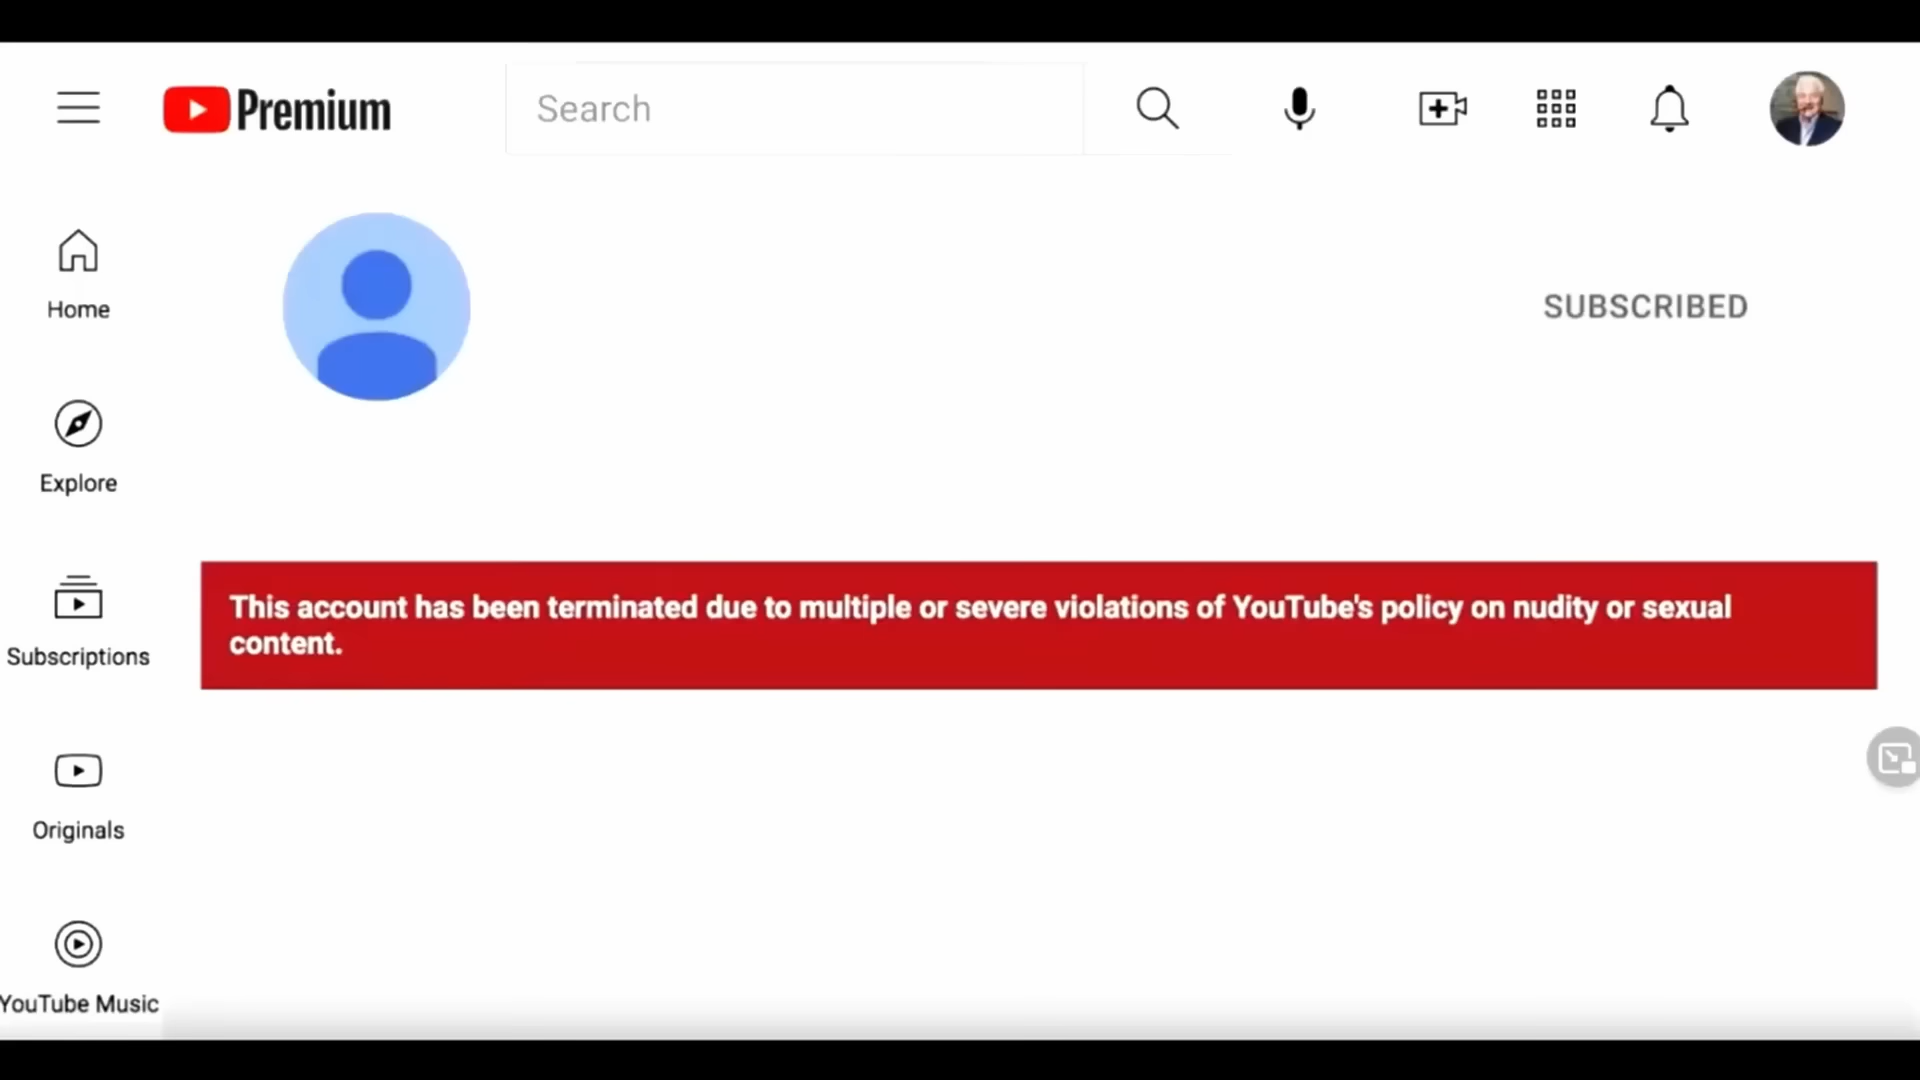 Premium
Search
Home
SUBSCRIBED
Explore
This account has been terminated due to multiple or severe violations of YouTube's policy on nudity or sexual
content.
Subscriptions
Originals
YouTube Music